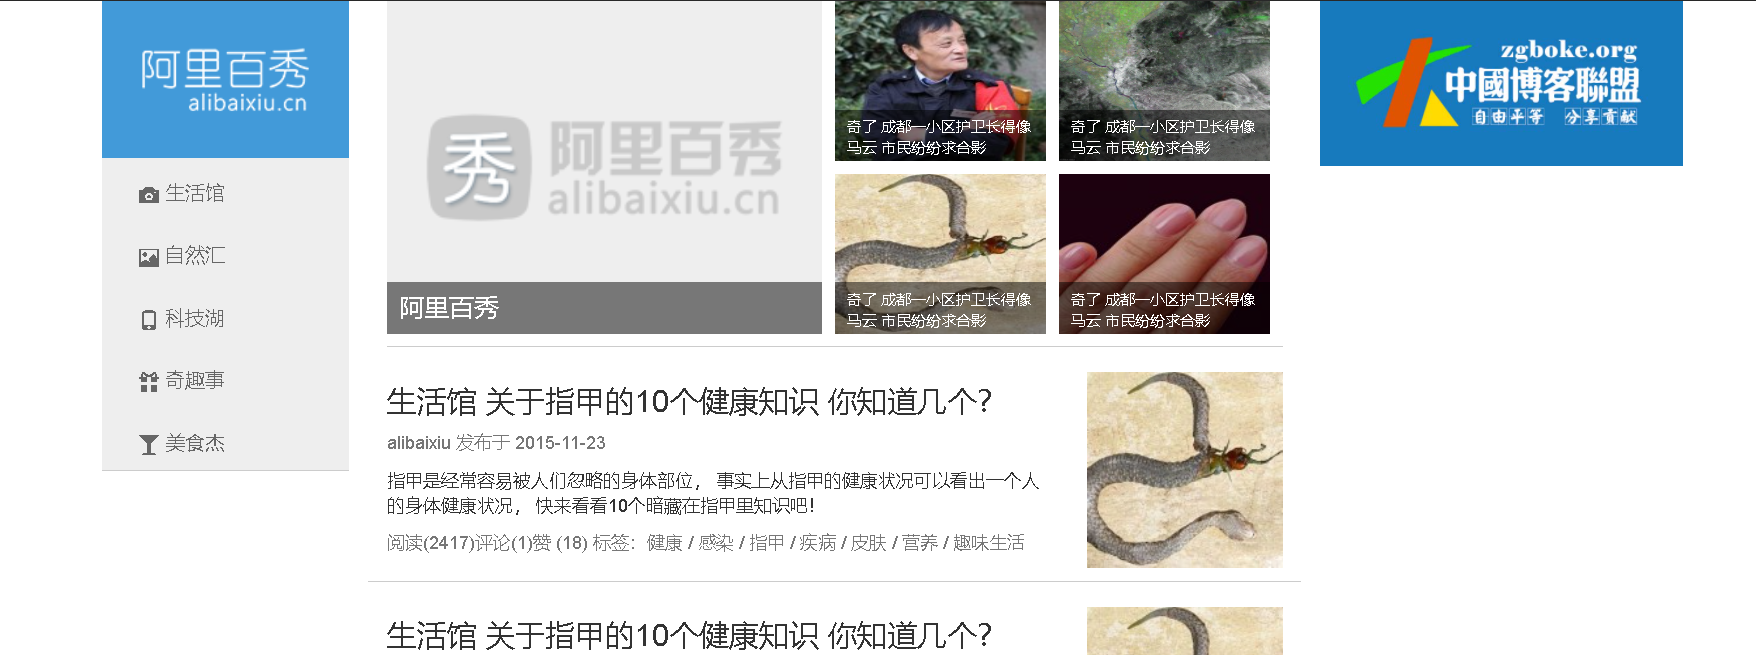 阿里百秀
alibaixiu.cn
生活馆
自然汇
科技湖
奇趣事
美食杰
秀 阿里百秀
alibaixiu.cn
阿里百秀
奇了 成都一小区护卫长得像
马云 市民纷纷求合影
奇了 成都一小区护卫长得像
马云 市民纷纷求合影
奇了 成都一小区护卫长得像
马云 市民纷纷求合影
奇了 成都一小区护卫长得像
马云 市民纷纷求合影
生活馆 关于指甲的10个健康知识 你知道几个?
alibaixiu 发布于 2015-11-23
指甲是经常容易被人们忽略的身体部位， 事实上从指甲的健康状况可以看出一个人
的身体健康状况， 快来看看10个暗藏在指甲里知识吧!
阅读(2417)评论(1)赞 (18) 标签：健康 / 感染 / 指甲 / 疾病 / 皮肤 / 营养 / 趣味生活
生活馆 关于指甲的10个健康知识 你知道几个?
zgboke.org
中國博客聯盟
自由平等 分享貢献